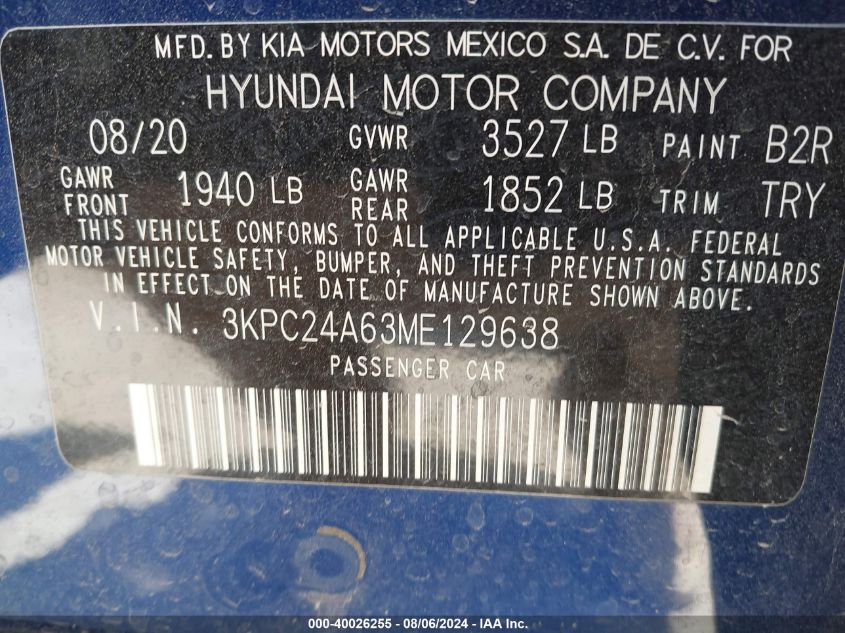 MFD. BY KIA MOTORS MEXICO S.A. DE C.V. FOR
HYUNDAI MOTOR COMPANY
08/20 GVWR 3527 LB PAINT B2R
GAWR FRONT 1940 LB GAWR REAR 1852 LB TRIM TRY
THIS VEHICLE CONFORMS TO ALL APPLICABLE U.S.A. FEDERAL
MOTOR VEHICLE SAFETY, BUMPER, AND THEFT PREVENTION STANDARDS
IN EFFECT ON THE DATE OF MANUFACTURE SHOWN ABOVE.
V.I.N. 3KPC24A63ME129638
PASSENGER CAR
000-40026255 - 08/06/2024 - IAA Inc.